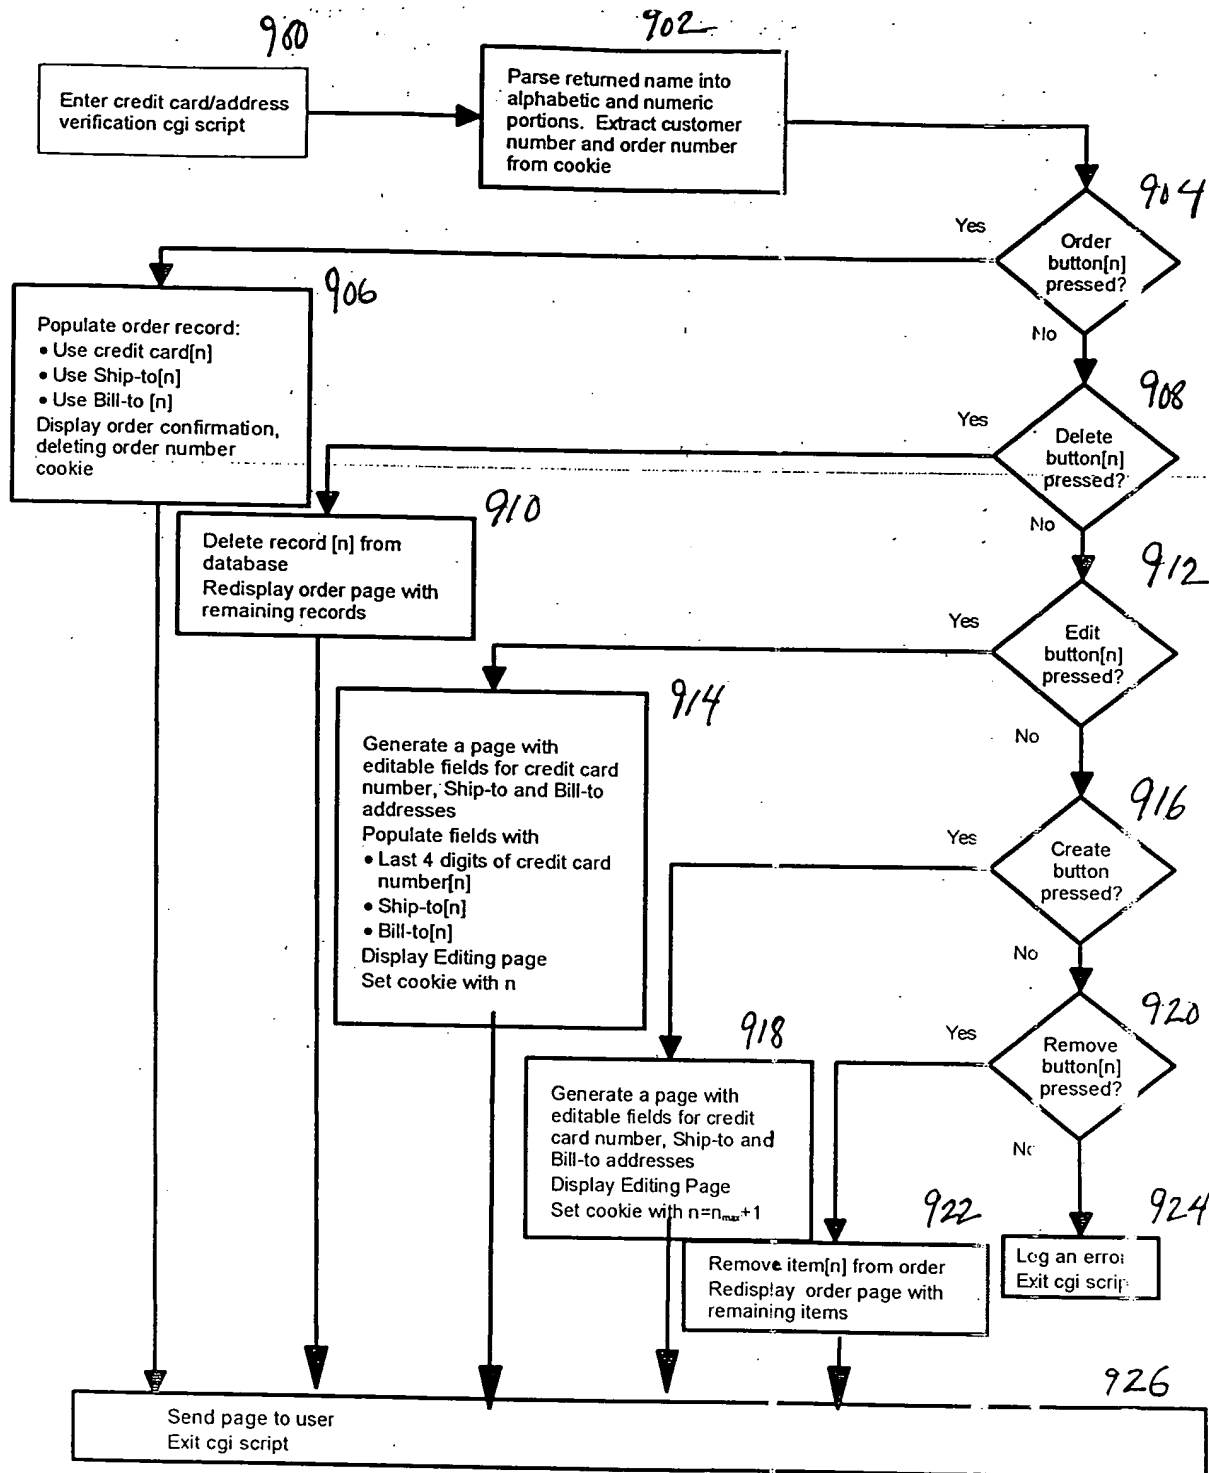 900
902
Enter credit card/address
verification cgi script
Parse returned name into
alphabetic and numeric
portions. Extract customer
number and order number
from cookie
904
Yes
Order
button[n]
pressed?
No
906
Populate order record:
• Use credit card[n]
• Use Ship-to[n]
• Use Bill-to [n]
Display order confirmation,
deleting order number
cookie
908
Yes
Delete
button[n]
pressed?
No
910
Delete record [n] from
database
Redisplay order page with
remaining records
912
Yes
Edit
button[n]
pressed?
No
914
Generate a page with
editable fields for credit card
number, Ship-to and Bill-to
addresses
Populate fields with
• Last 4 digits of credit card
number[n]
• Ship-to[n]
• Bill-to[n]
Display Editing page
Set cookie with n
916
Yes
Create
button
pressed?
No
918
Generate a page with
editable fields for credit
card number, Ship-to and
Bill-to addresses
Display Editing Page
Set cookie with n=nmax+1
920
Yes
Remove
button[n]
pressed?
No
922
Remove item[n] from order
Redisplay order page with
remaining items
924
Log an error
Exit cgi script
926
Send page to user
Exit cgi script